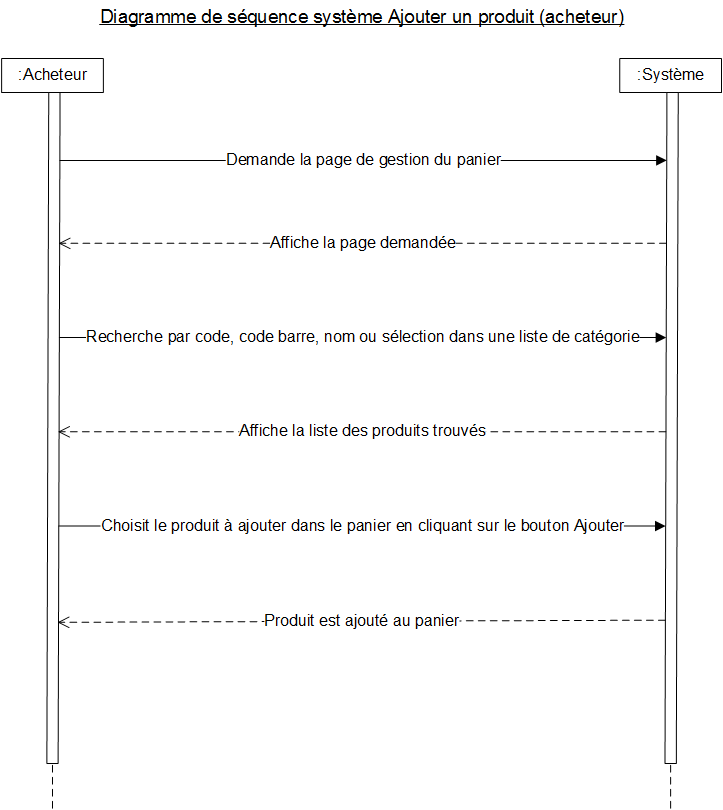 Diagramme de séquence système Ajouter un produit (acheteur)
:Acheteur
:Système
Demande la page de gestion du panier
Affiche la page demandée
Recherche par code, code barre, nom ou sélection dans une liste de catégorie
Affiche la liste des produits trouvés
Choisit le produit à ajouter dans le panier en cliquant sur le bouton Ajouter
Produit est ajouté au panier